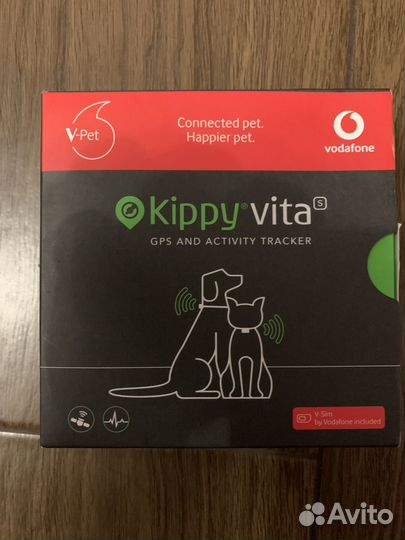 V-Pet
Connected pet.
Happier pet.
vodafone
Kippy® vita S
GPS AND ACTIVITY TRACKER
V-Sim
by Vodafone included
Avito